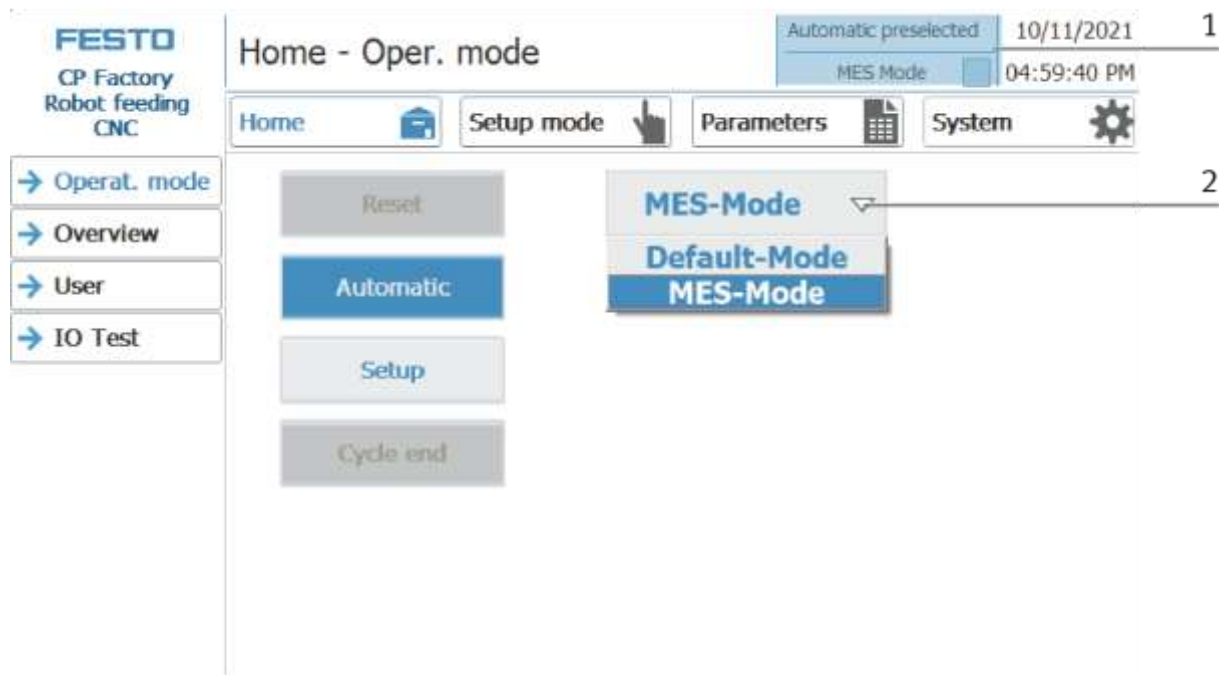 FESTO
CP Factory
Robot feeding
CNC
Home - Oper. mode
Automatic preselected
MES Mode
10/11/2021
04:59:40 PM
1
Home
Setup mode
Parameters
System
Operat. mode
Overview
User
IO Test
Reset
Automatic
Setup
Cycle end
MES-Mode
2
Default-Mode
MES-Mode